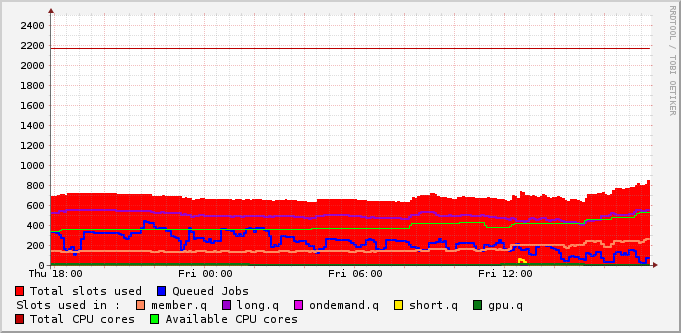 2400
2200
2000
1800
1600
1400
1200
1000
800
600
400
200
0
Thu 18:00 Fri 00:00 Fri 06:00 Fri 12:00
Total slots used Queued Jobs
Slots used in : member.q long.q ondemand.q short.q gpu.q
Total CPU cores Available CPU cores
RRDTOOL / TOBI OETIKER